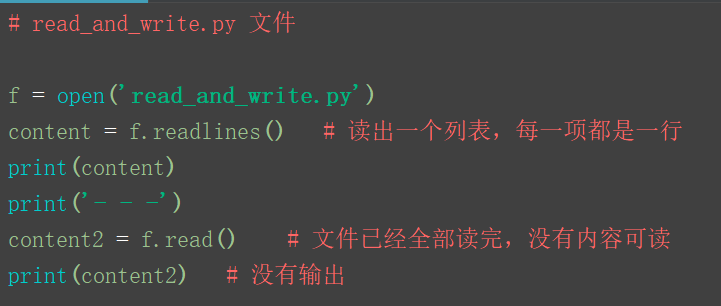 # read_and_write.py 文件
f = open('read_and_write.py')
content = f.readlines()   # 读出一个列表，每一项都是一行
print(content)
print('- - -')
content2 = f.read()    # 文件已经全部读完，没有内容可读
print(content2)   # 没有输出